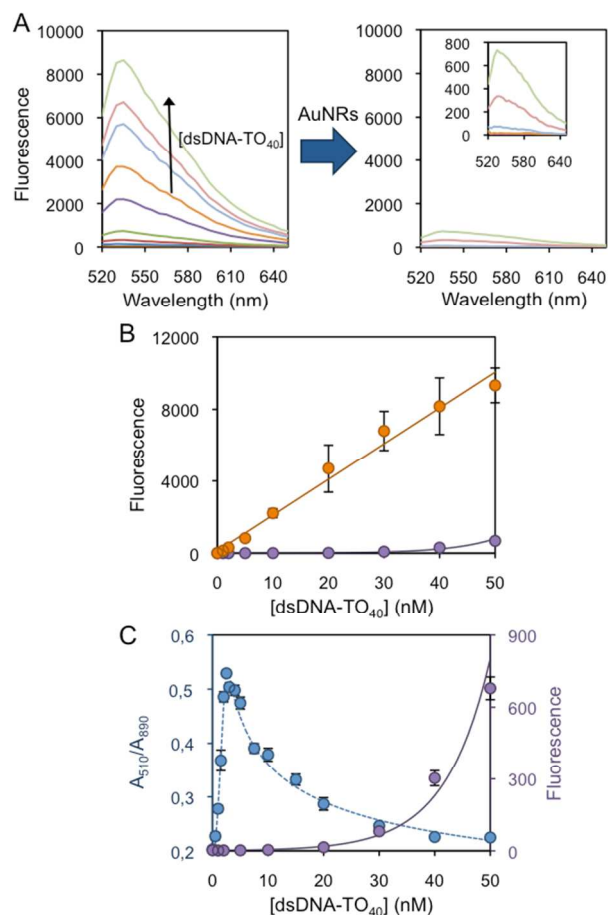 A
10000
8000
6000
4000
2000
0
Fluorescence
[dsDNA-TO40]
520 550 580 610 640
Wavelength (nm)
AuNRs
10000
8000
6000
4000
2000
0
800
600
400
200
0
520 580 640
520 550 580 610 640
Wavelength (nm)
B
12000
8000
4000
0
Fluorescence
0 10 20 30 40 50
[dsDNA-TO40] (nM)
C
0,6
0,5
0,4
0,3
0,2
A510/A890
900
600
300
0
Fluorescence
0 10 20 30 40 50
[dsDNA-TO40] (nM)